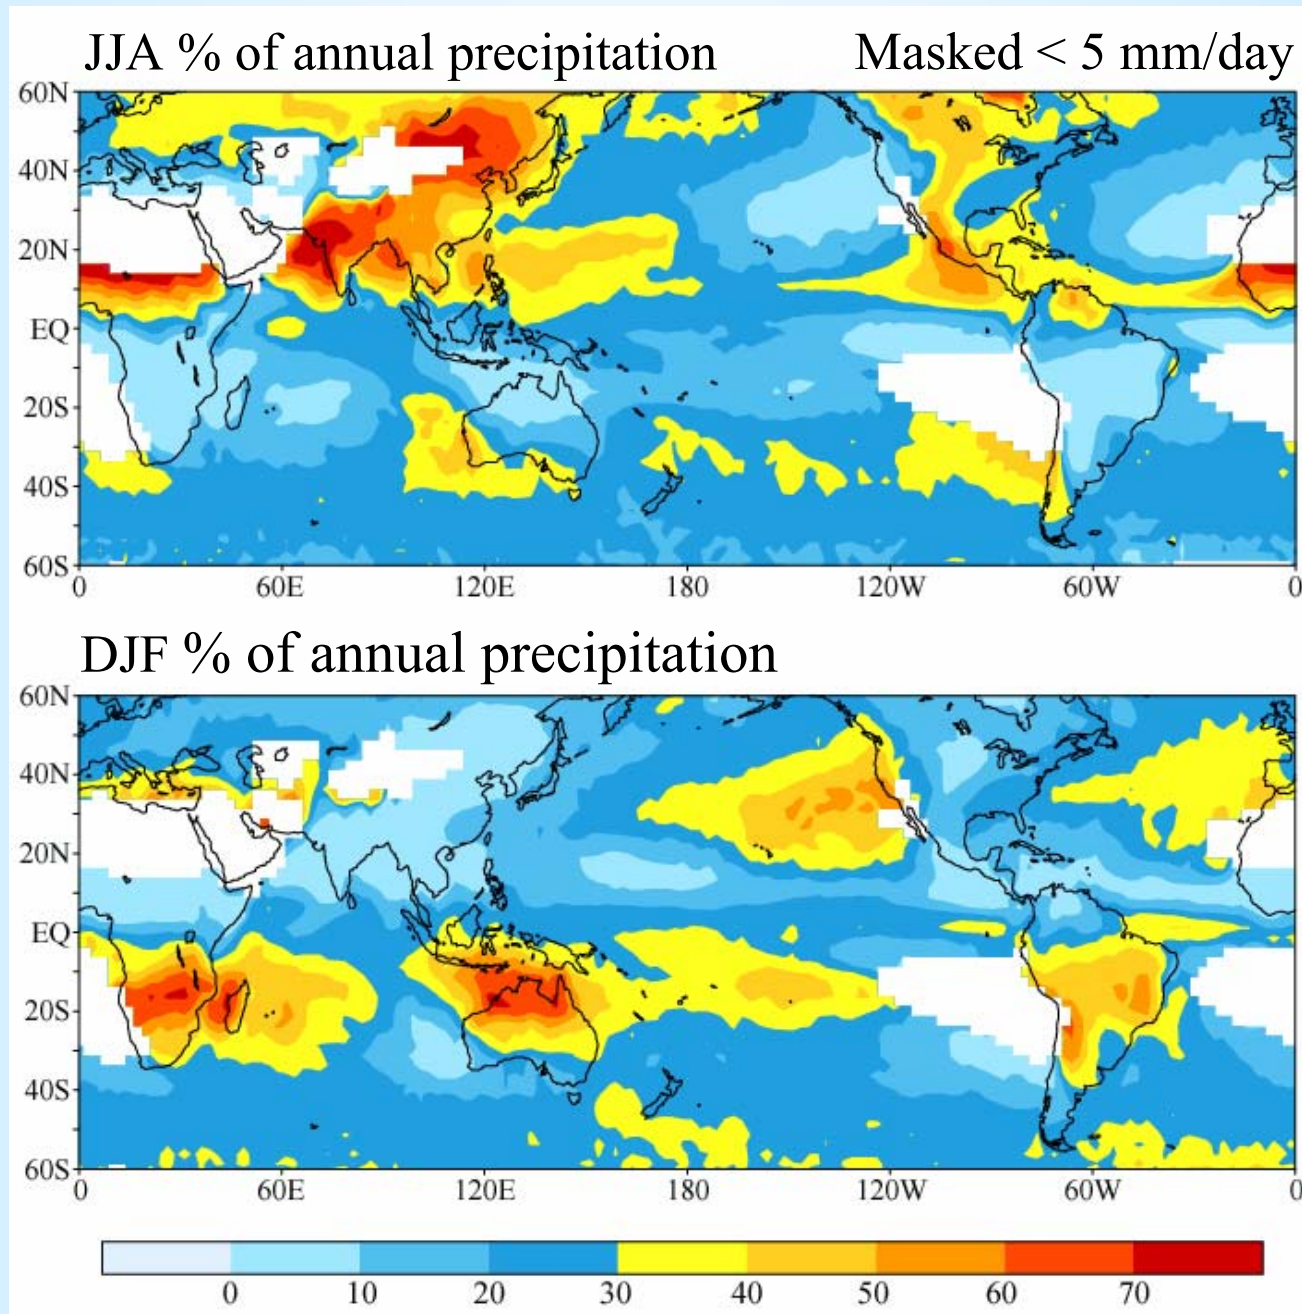 JJA % of annual precipitation Masked < 5 mm/day
60N
40N
20N
EQ
20S
40S
60S
0 60E 120E 180 120W 60W 0
DJF % of annual precipitation
60N
40N
20N
EQ
20S
40S
60S
0 60E 120E 180 120W 60W 0
0 10 20 30 40 50 60 70